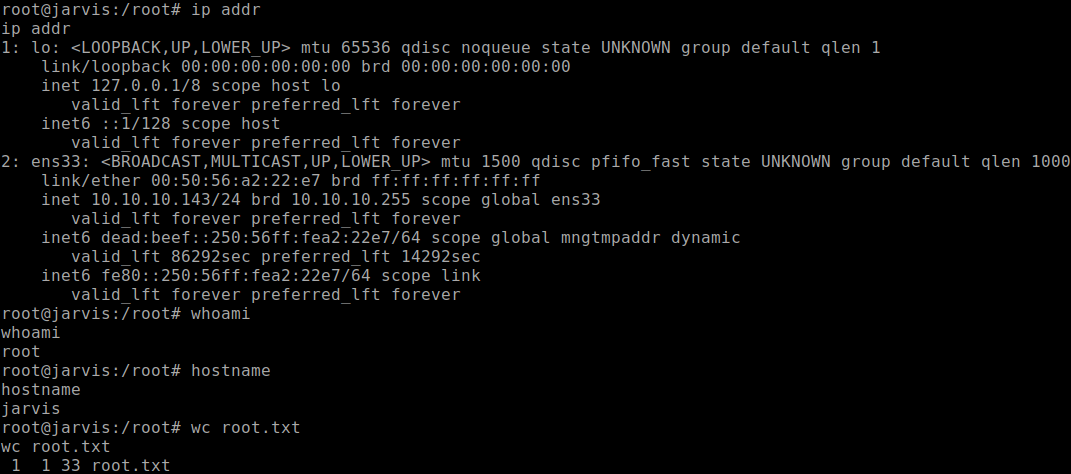 root@jarvis:/root# ip addr
ip addr
1: lo: <LOOPBACK,UP,LOWER_UP> mtu 65536 qdisc noqueue state UNKNOWN group default qlen 1
    link/loopback 00:00:00:00:00:00 brd 00:00:00:00:00:00
    inet 127.0.0.1/8 scope host lo
       valid_lft forever preferred_lft forever
    inet6 ::1/128 scope host
       valid_lft forever preferred_lft forever
2: ens33: <BROADCAST,MULTICAST,UP,LOWER_UP> mtu 1500 qdisc pfifo_fast state UNKNOWN group default qlen 1000
    link/ether 00:50:56:a2:22:e7 brd ff:ff:ff:ff:ff:ff
    inet 10.10.10.143/24 brd 10.10.10.255 scope global ens33
       valid_lft forever preferred_lft forever
    inet6 dead:beef::250:56ff:fea2:22e7/64 scope global mngtmpaddr dynamic
       valid_lft 86292sec preferred_lft 14292sec
    inet6 fe80::250:56ff:fea2:22e7/64 scope link
       valid_lft forever preferred_lft forever
root@jarvis:/root# whoami
whoami
root
root@jarvis:/root# hostname
hostname
jarvis
root@jarvis:/root# wc root.txt
wc root.txt
 1  1 33 root.txt